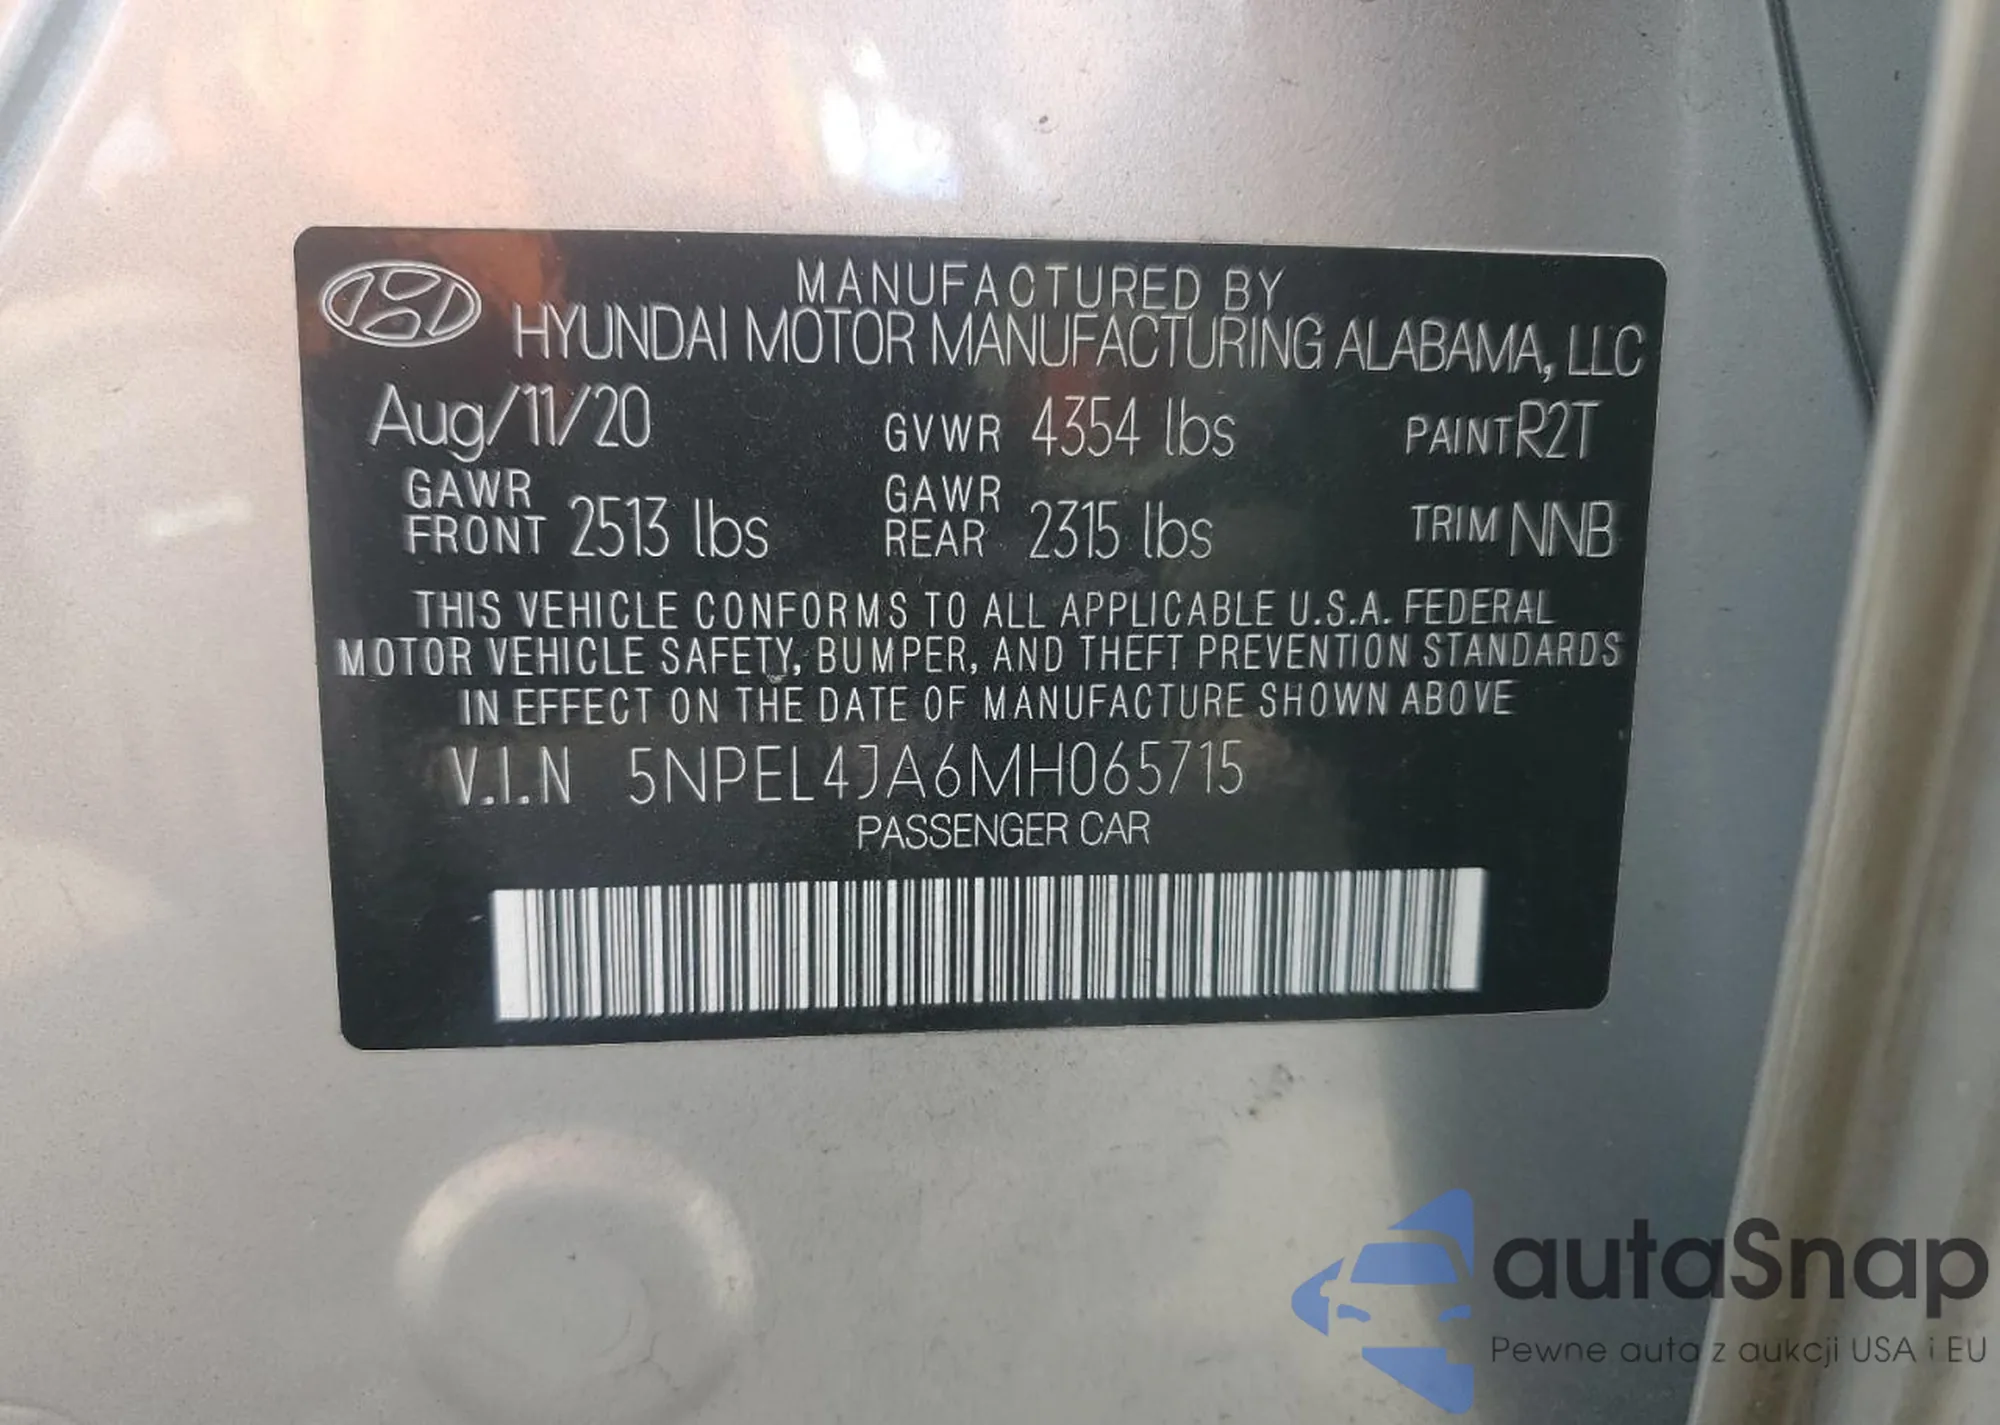 MANUFACTURED BY
HYUNDAI MOTOR MANUFACTURING ALABAMA, LLC
Aug/11/20 GVWR 4354 lbs PAINT R2T
GAWR FRONT 2513 lbs GAWR REAR 2315 lbs TRIM NNB
THIS VEHICLE CONFORMS TO ALL APPLICABLE U.S.A. FEDERAL
MOTOR VEHICLE SAFETY, BUMPER, AND THEFT PREVENTION STANDARDS
IN EFFECT ON THE DATE OF MANUFACTURE SHOWN ABOVE
V.I.N 5NPEL4JA6MH065715
PASSENGER CAR
autaSnap
Pewne auta z aukcji USA i EU